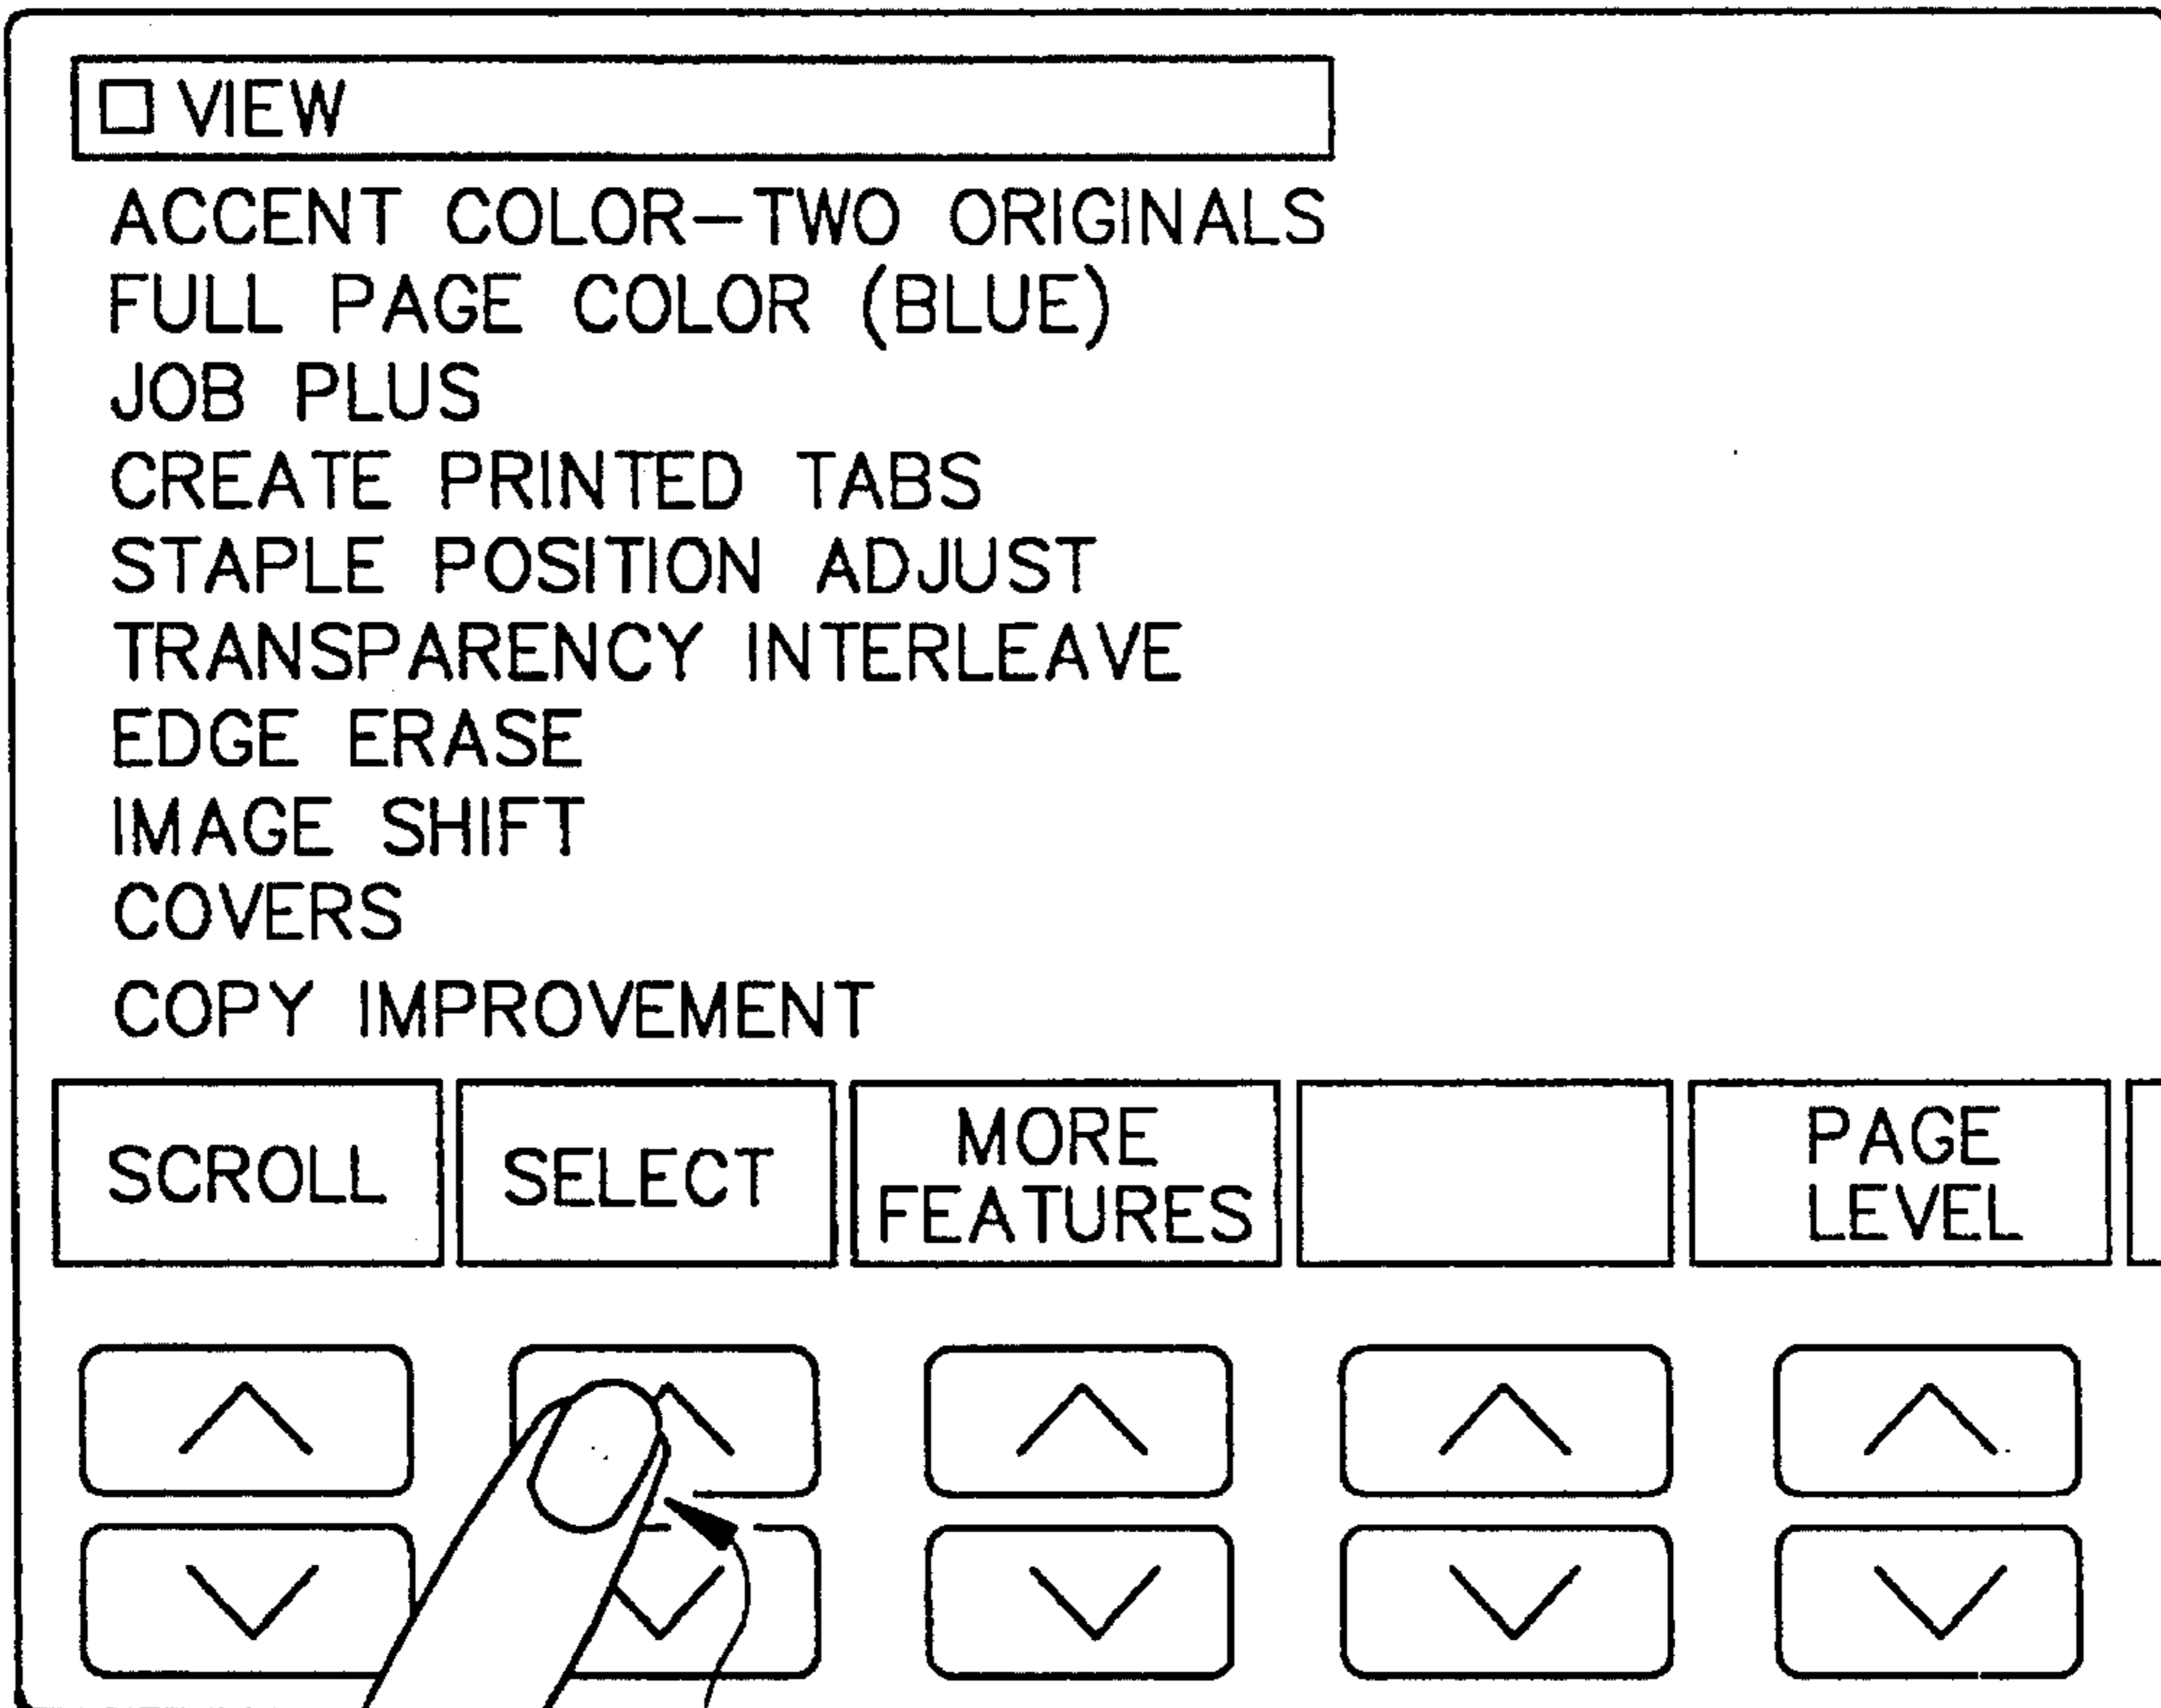 VIEW
ACCENT COLOR-TWO ORIGINALS
FULL PAGE COLOR (BLUE)
JOB PLUS
CREATE PRINTED TABS
STAPLE POSITION ADJUST
TRANSPARENCY INTERLEAVE
EDGE ERASE
IMAGE SHIFT
COVERS
COPY IMPROVEMENT
SCROLL
SELECT
MORE
FEATURES
PAGE
LEVEL